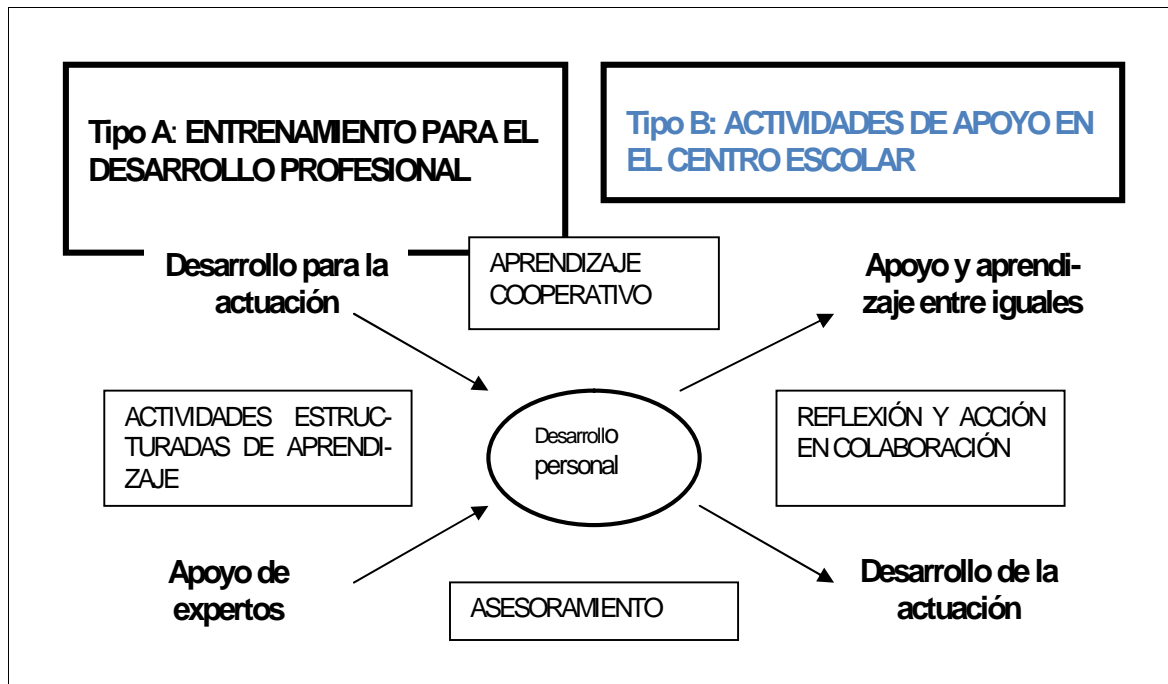 Tipo A: ENTRENAMIENTO PARA EL
DESARROLLO PROFESIONAL
Tipo B: ACTIVIDADES DE APOYO EN
EL CENTRO ESCOLAR
Desarrollo para la
actuación
APRENDIZAJE
COOPERATIVO
Apoyo y aprendi-
zaje entre iguales
ACTIVIDADES ESTRUC-
TURADAS DE APRENDI-
ZAJE
Desarrollo
personal
REFLEXIÓN Y ACCIÓN
EN COLABORACIÓN
Apoyo de
expertos
ASESORAMIENTO
Desarrollo de la
actuación